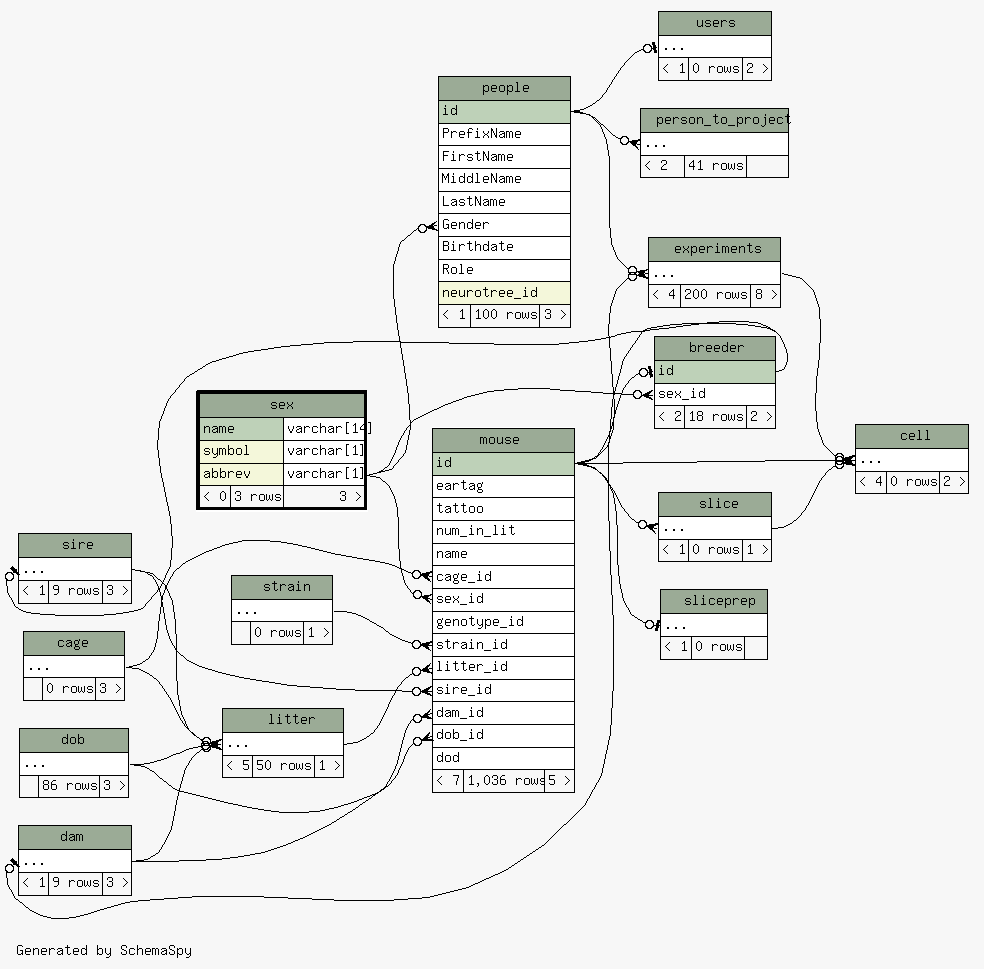 users
...
< 1 0 rows 2 >
people
id
PrefixName
FirstName
MiddleName
LastName
Gender
Birthdate
Role
neurotree_id
< 1 100 rows 3 >
person_to_project
...
< 2 41 rows
experiments
...
< 4 200 rows 8 >
breeder
id
sex_id
< 2 18 rows 2 >
sex
name varchar[14]
symbol varchar[1]
abbrev varchar[1]
< 0 3 rows 3 >
mouse
id
eartag
tattoo
num_in_lit
name
cage_id
sex_id
genotype_id
strain_id
litter_id
sire_id
dam_id
dob_id
dod
< 7 1,036 rows 5 >
cell
...
< 4 0 rows 2 >
slice
...
< 1 0 rows 1 >
sliceprep
...
< 1 0 rows
sire
...
< 1 9 rows 3 >
strain
...
0 rows 1 >
cage
...
0 rows 3 >
litter
...
< 5 50 rows 1 >
dob
...
86 rows 3 >
dam
...
< 1 9 rows 3 >
Generated by SchemaSpy